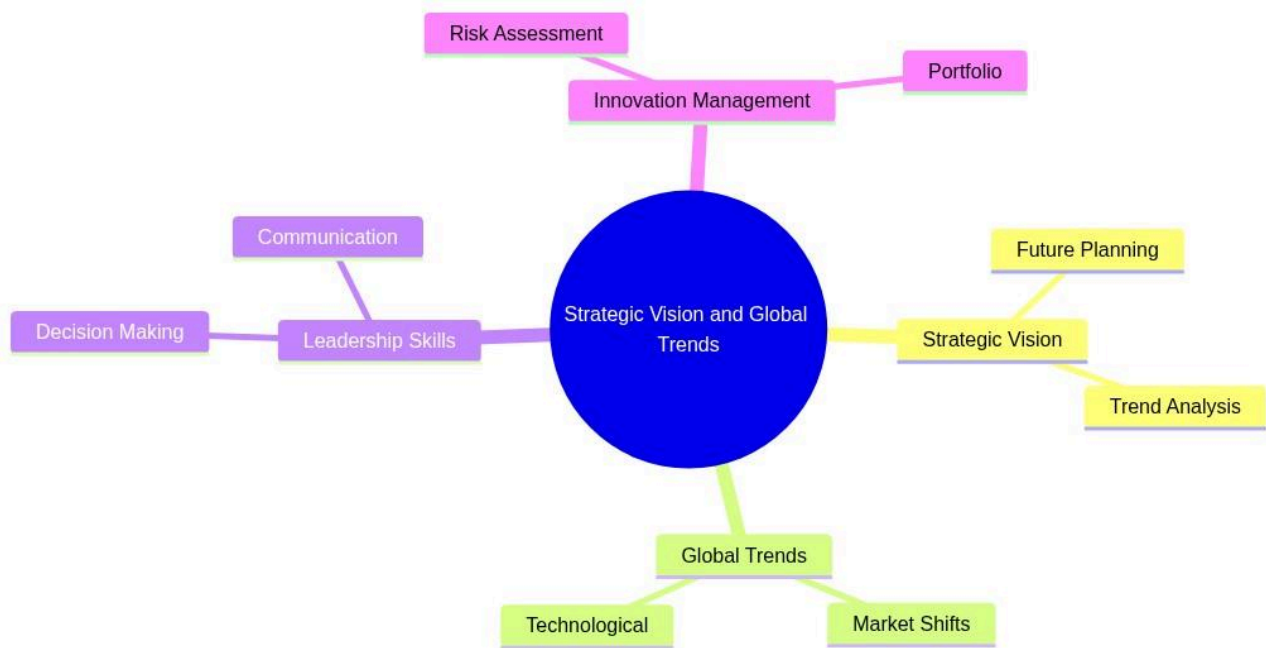 Risk Assessment
Portfolio
Innovation Management
Communication
Future Planning
Decision Making
Leadership Skills
Strategic Vision and Global
Trends
Strategic Vision
Trend Analysis
Global Trends
Technological
Market Shifts